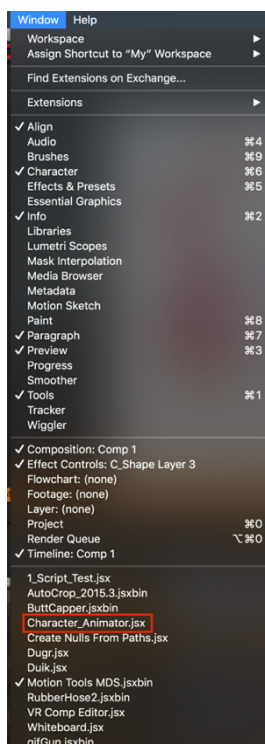 Window Help
Workspace ▶
Assign Shortcut to “My” Workspace ▶
Find Extensions on Exchange...
Extensions ▶
✓ Align
Audio ⌘4
Brushes ⌘9
✓ Character ⌘6
Effects & Presets ⌘5
Essential Graphics
✓ Info ⌘2
Libraries
Lumetri Scopes
Mask Interpolation
Media Browser
Metadata
Motion Sketch
Paint ⌘8
✓ Paragraph ⌘7
✓ Preview ⌘3
Progress
Smoother
✓ Tools ⌘1
Tracker
Wiggler
✓ Composition: Comp 1
✓ Effect Controls: C_Shape Layer 3
Flowchart: (none)
Footage: (none)
Layer: (none)
Project ⌘0
Render Queue ⌥⌘0
✓ Timeline: Comp 1
1_Script_Test.jsx
AutoCrop_2015.3.jsxbin
ButtCapper.jsxbin
Character_Animator.jsx
Create Nulls From Paths.jsx
Dugr.jsx
Duik.jsx
✓ Motion Tools MDS.jsxbin
RubberHose2.jsxbin
VR Comp Editor.jsx
Whiteboard.jsx
gifGun.jsxbin